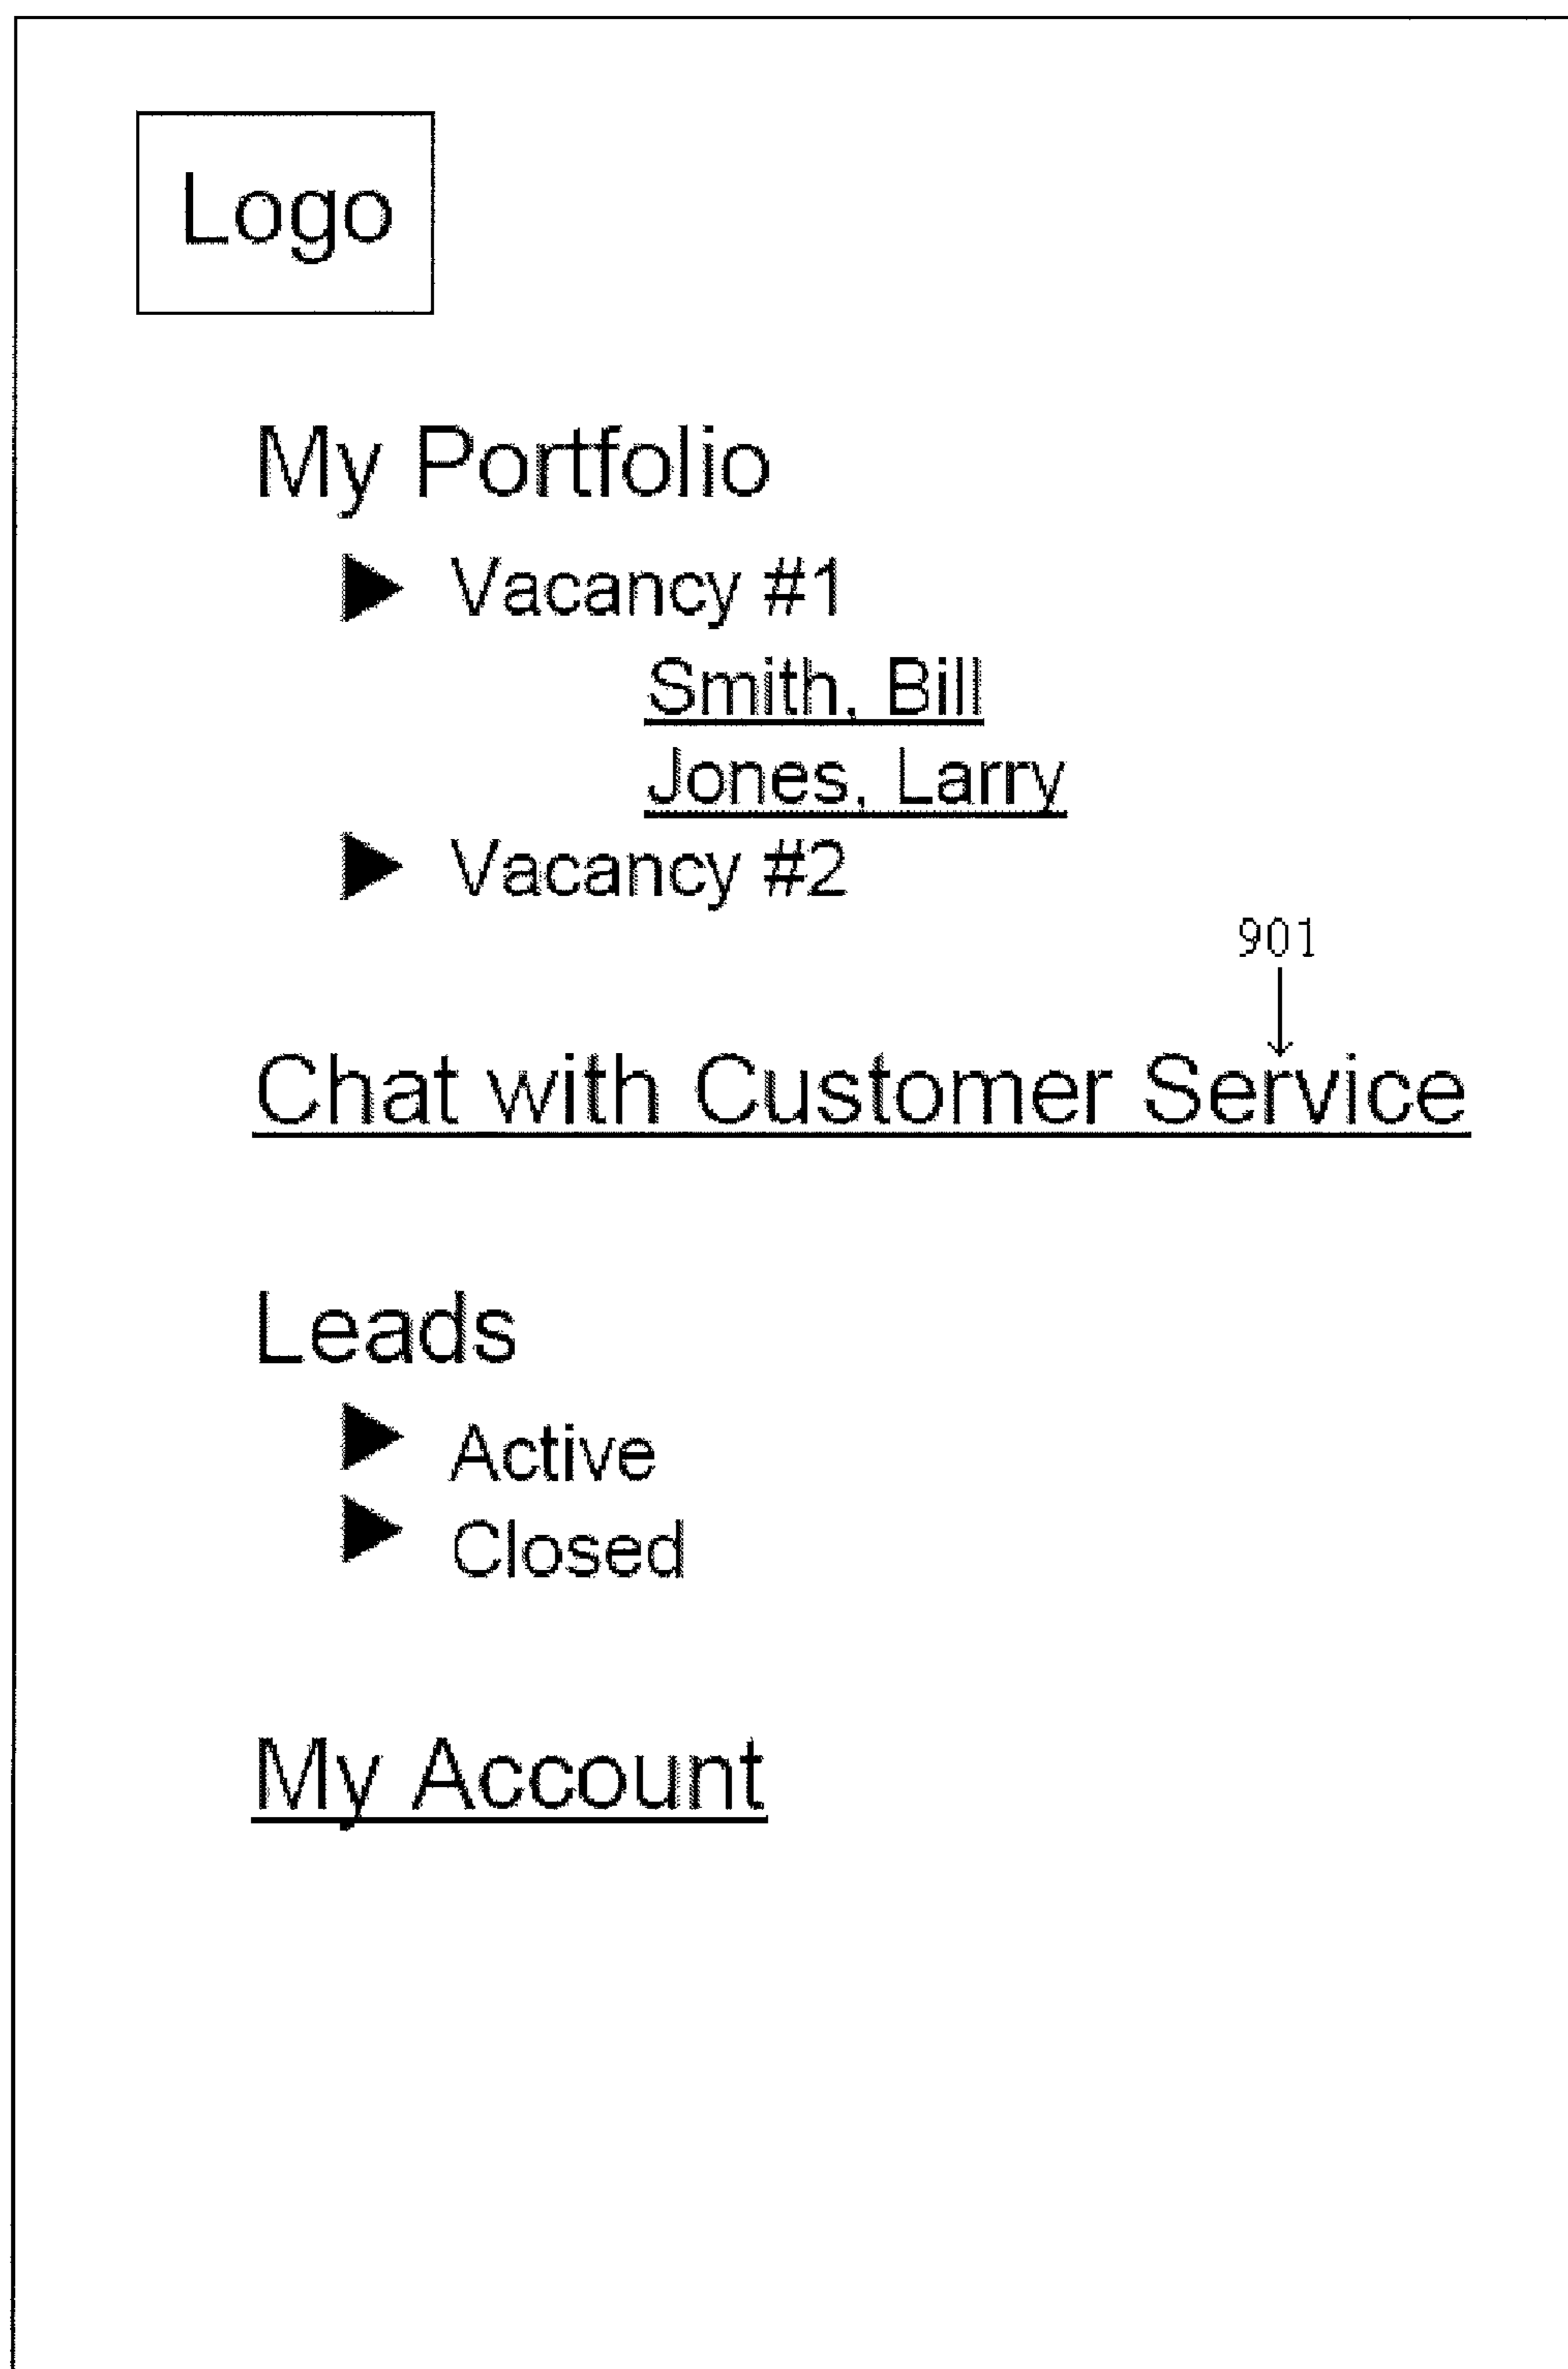 Logo
My Portfolio
Vacancy #1
Smith, Bill
Jones, Larry
Vacancy #2
901
Chat with Customer Service
Leads
Active
Closed
My Account